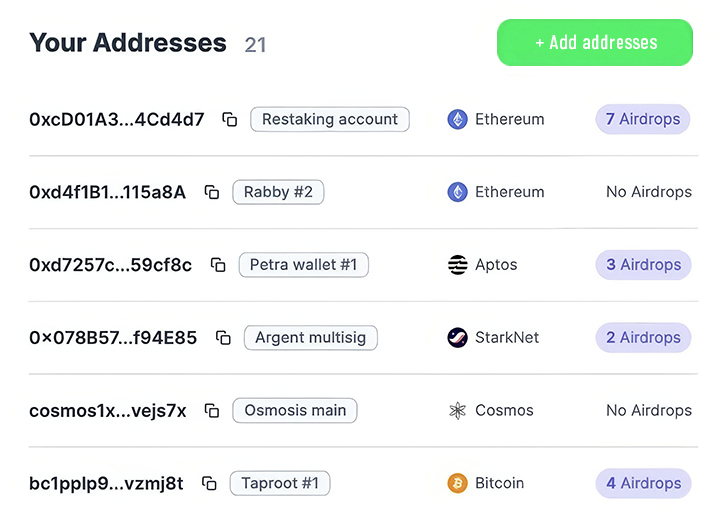 Your Addresses 21 + Add addresses
0xcD01A3...4Cd4d7 Restaking account Ethereum 7 Airdrops
0xd4f1B1...115a8A Rabby #2 Ethereum No Airdrops
0xd7257c...59cf8c Petra wallet #1 Aptos 3 Airdrops
0×078B57...f94E85 Argent multisig StarkNet 2 Airdrops
cosmos1x...vejs7x Osmosis main Cosmos No Airdrops
bc1pplp9...vzmj8t Taproot #1 Bitcoin 4 Airdrops